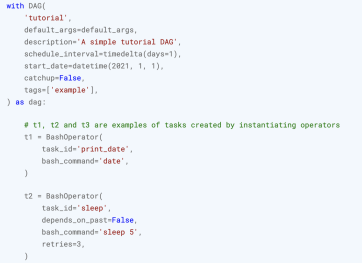 with DAG(
    'tutorial',
    default_args=default_args,
    description='A simple tutorial DAG',
    schedule_interval=timedelta(days=1),
    start_date=datetime(2021, 1, 1),
    catchup=False,
    tags=['example'],
) as dag:
    # t1, t2 and t3 are examples of tasks created by instantiating operators
    t1 = BashOperator(
        task_id='print_date',
        bash_command='date',
    )
    t2 = BashOperator(
        task_id='sleep',
        depends_on_past=False,
        bash_command='sleep 5',
        retries=3,